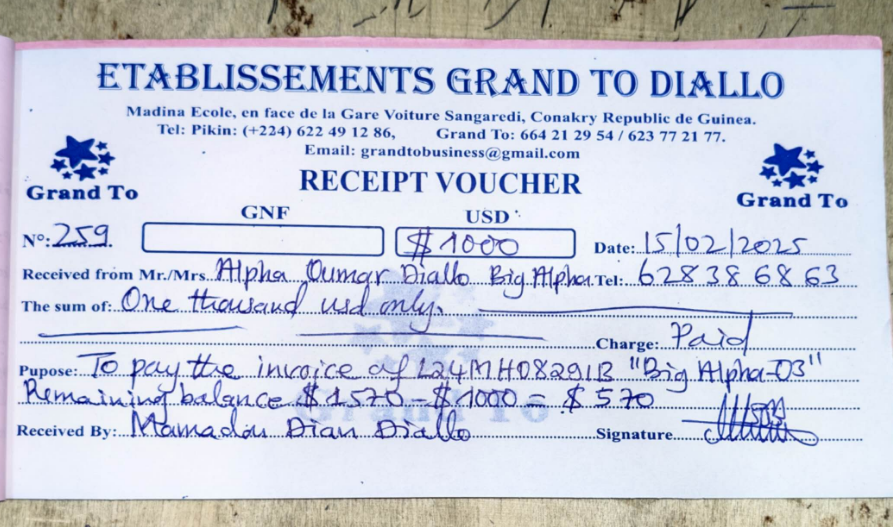 ETABLISSEMENTS GRAND TO DIALLO
Madina Ecole, en face de la Gare Voiture Sangaredi, Conakry Republic de Guinea.
Tel: Pikin: (+224) 622 49 12 86, Grand To: 664 21 29 54 / 623 77 21 77.
Email: grandtobusiness@gmail.com
Grand To RECEIPT VOUCHER Grand To
GNF USD
N°: 259. $1000 Date: 15/02/2025
Received from Mr./Mrs. Alpha Oumar Diallo Big Alpha Tel: 628 38 68 63
The sum of: One thousand usd only.
Charge: Paid
Pupose: To pay the invoice of L24MH0829IB "Big Alpha-03"
Remaining balance $1570 - $1000 = $570
Received By: Mamadou Dian Diallo Signature